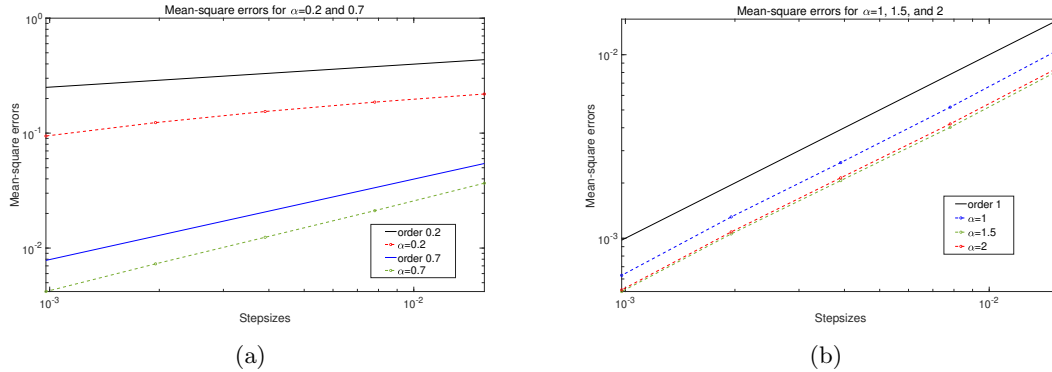 Mean-square errors for α=0.2 and 0.7
10^0
10^-1
10^-2
Mean-square errors
order 0.2
α=0.2
order 0.7
α=0.7
10^-3
10^-2
Stepsizes
(a)
Mean-square errors for α=1, 1.5, and 2
10^-2
10^-3
Mean-square errors
order 1
α=1
α=1.5
α=2
10^-3
10^-2
Stepsizes
(b)